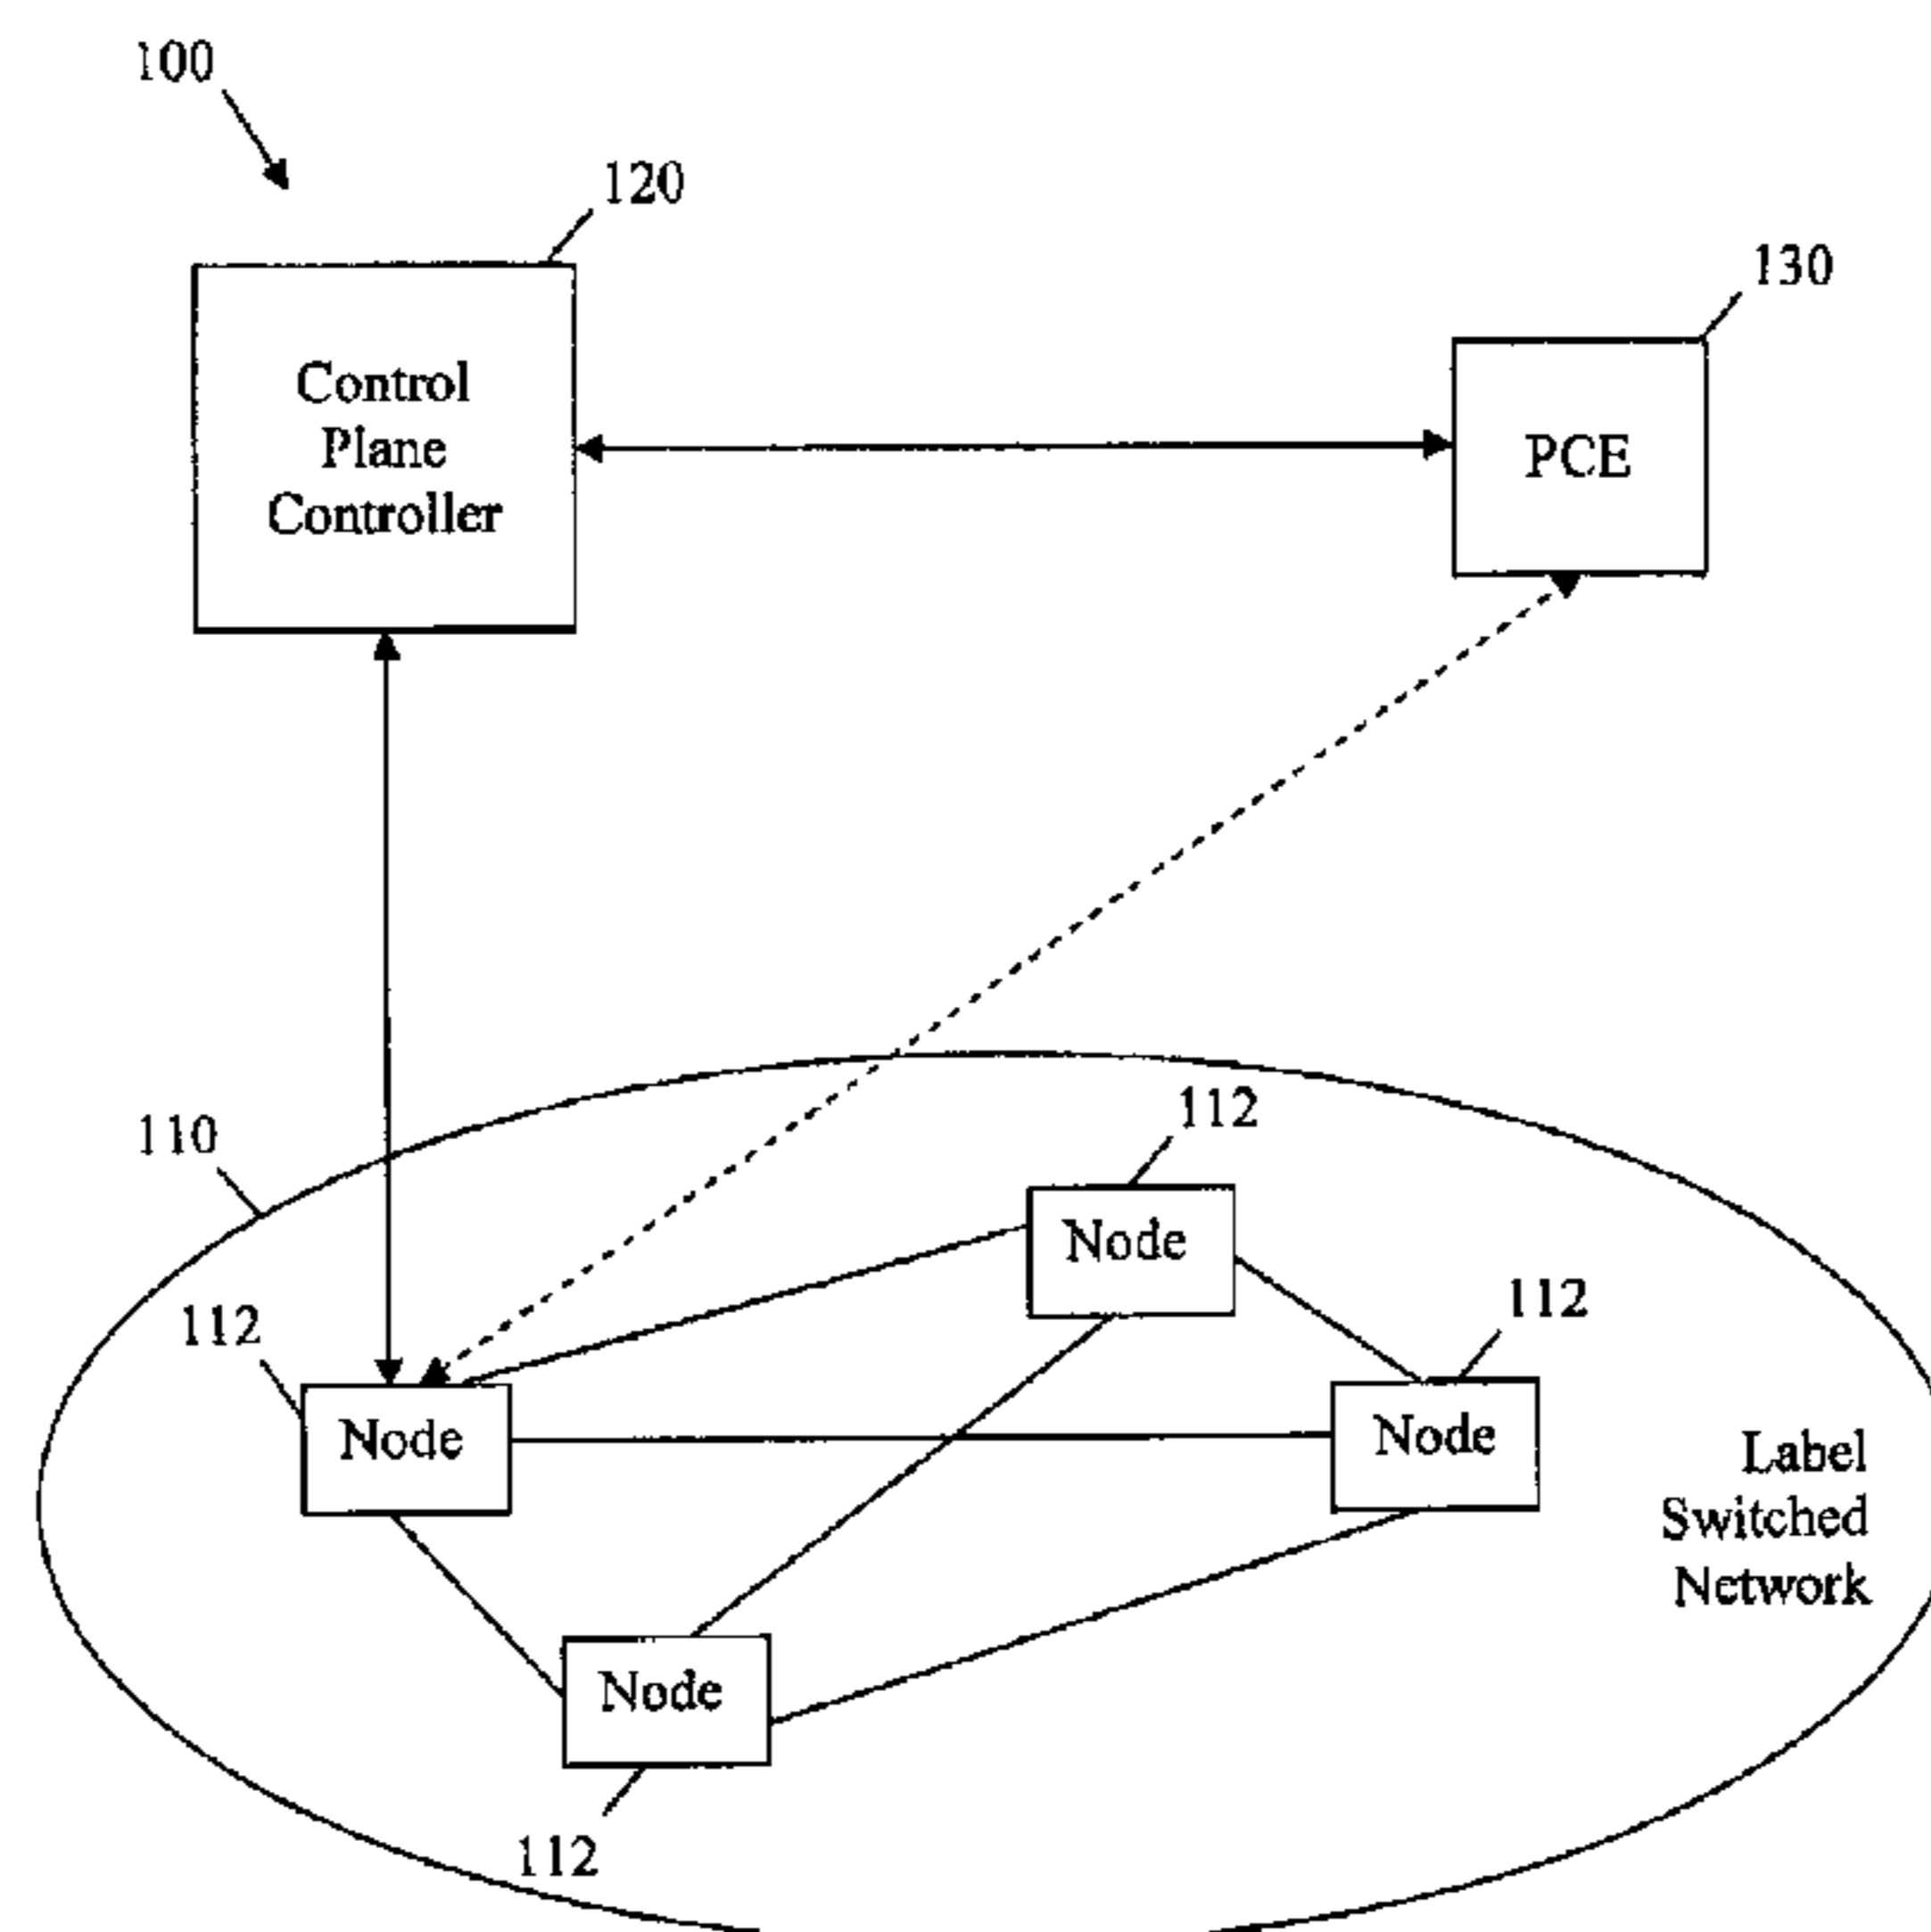 100
120
130
Control
Plane
Controller
PCE
110
112
Node
112
112
Node
Node
Label
Switched
Network
Node
112